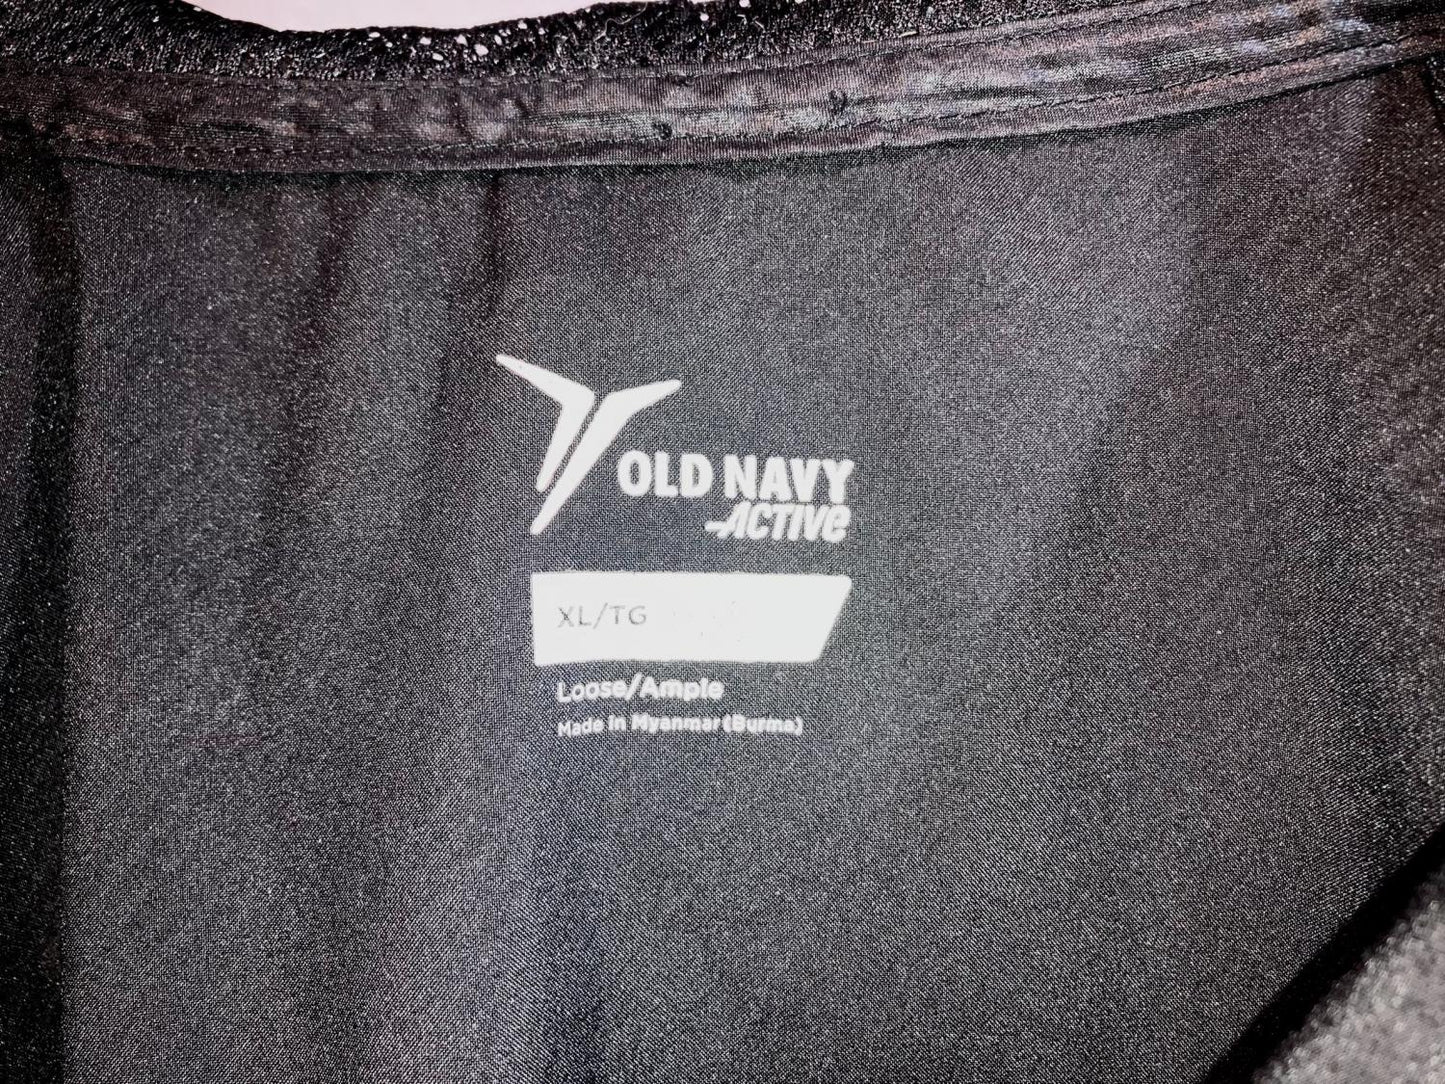 OLD NAVY
ACTIVE
XL/TG
Loose/Ample
Made in Myanmar (Burma)